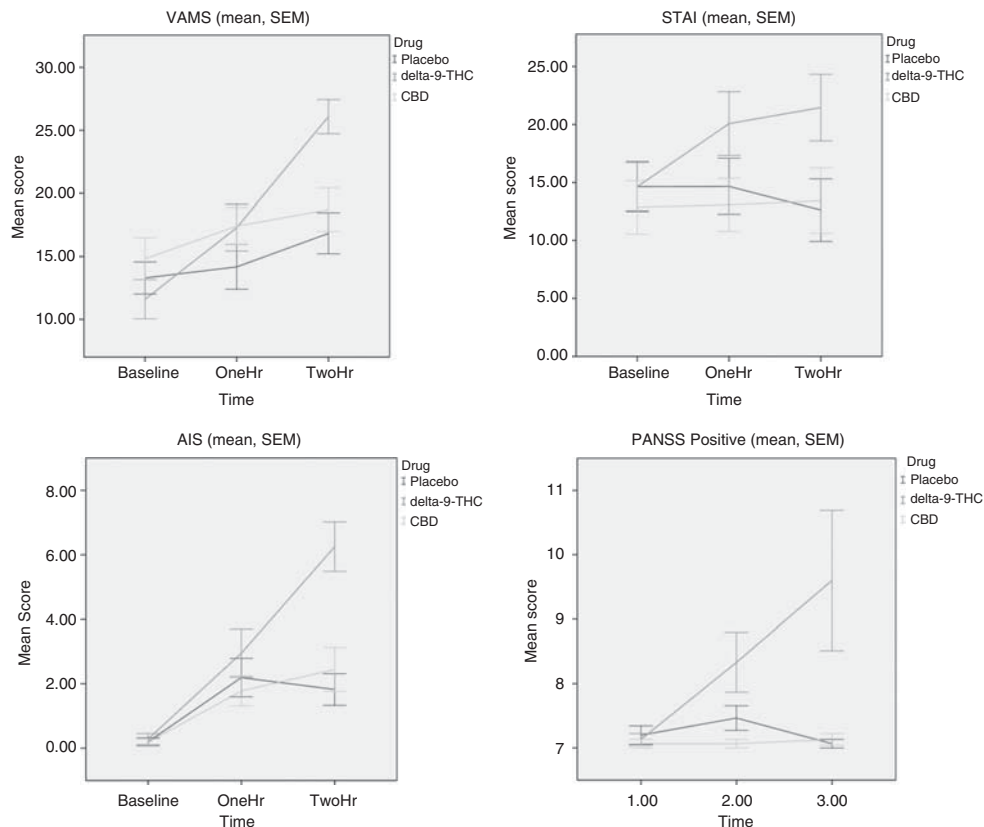 VAMS (mean, SEM)
Drug
Placebo
delta-9-THC
CBD
30.00
25.00
20.00
15.00
10.00
Mean score
Baseline
OneHr
TwoHr
Time
STAI (mean, SEM)
Drug
Placebo
delta-9-THC
CBD
25.00
20.00
15.00
10.00
5.00
0.00
Mean score
Baseline
OneHr
TwoHr
Time
AIS (mean, SEM)
Drug
Placebo
delta-9-THC
CBD
8.00
6.00
4.00
2.00
0.00
Mean Score
Baseline
OneHr
TwoHr
Time
PANSS Positive (mean, SEM)
Drug
Placebo
delta-9-THC
CBD
11
10
9
8
7
Mean score
1.00
2.00
3.00
Time